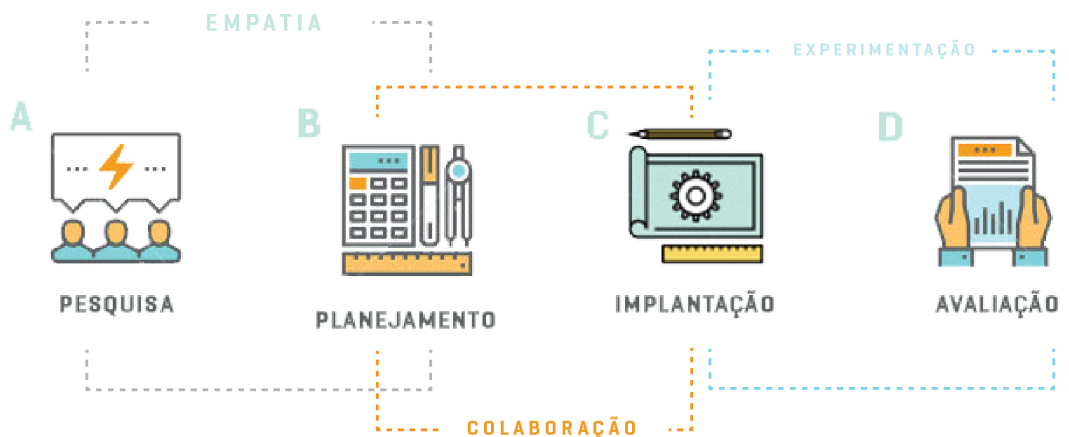 EMPATIA
EXPERIMENTAÇÃO
A
B
C
D
PESQUISA
PLANEJAMENTO
IMPLANTAÇÃO
AVALIAÇÃO
COLABORAÇÃO